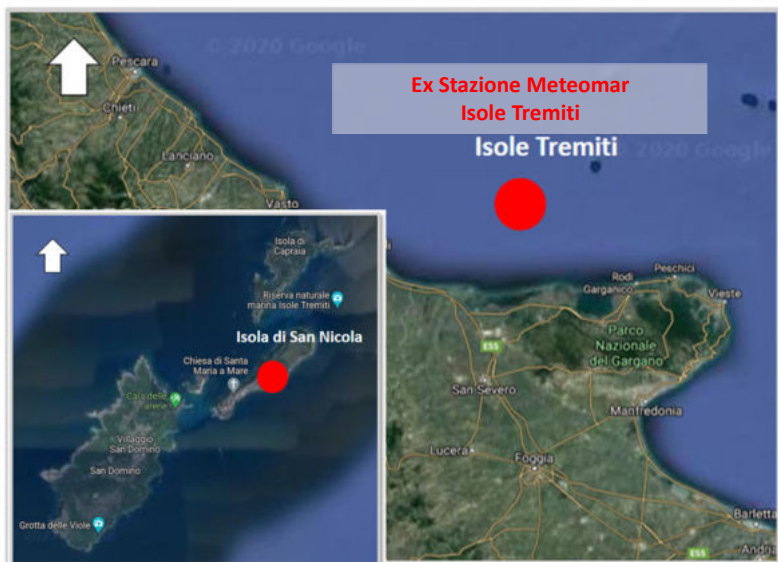 © 2020 Google
Pescara
Chieti
Lanciano
Vasto
Ex Stazione Meteomar
Isole Tremiti
Isole Tremiti
2020 Google
Rodi
Garganico
Peschici
Vieste
Parco
Nazionale
del Gargano
E55
San Severo
Manfredonia
Lucera
Foggia
Barletta
E55
Andria
Isola di
Capraia
Riserva naturale
marina Isole Tremiti
Isola di San Nicola
Chiesa di Santa
Maria a Mare
Cala delle
arene
Villaggio
San Domino
San Domino
Grotta delle Viole